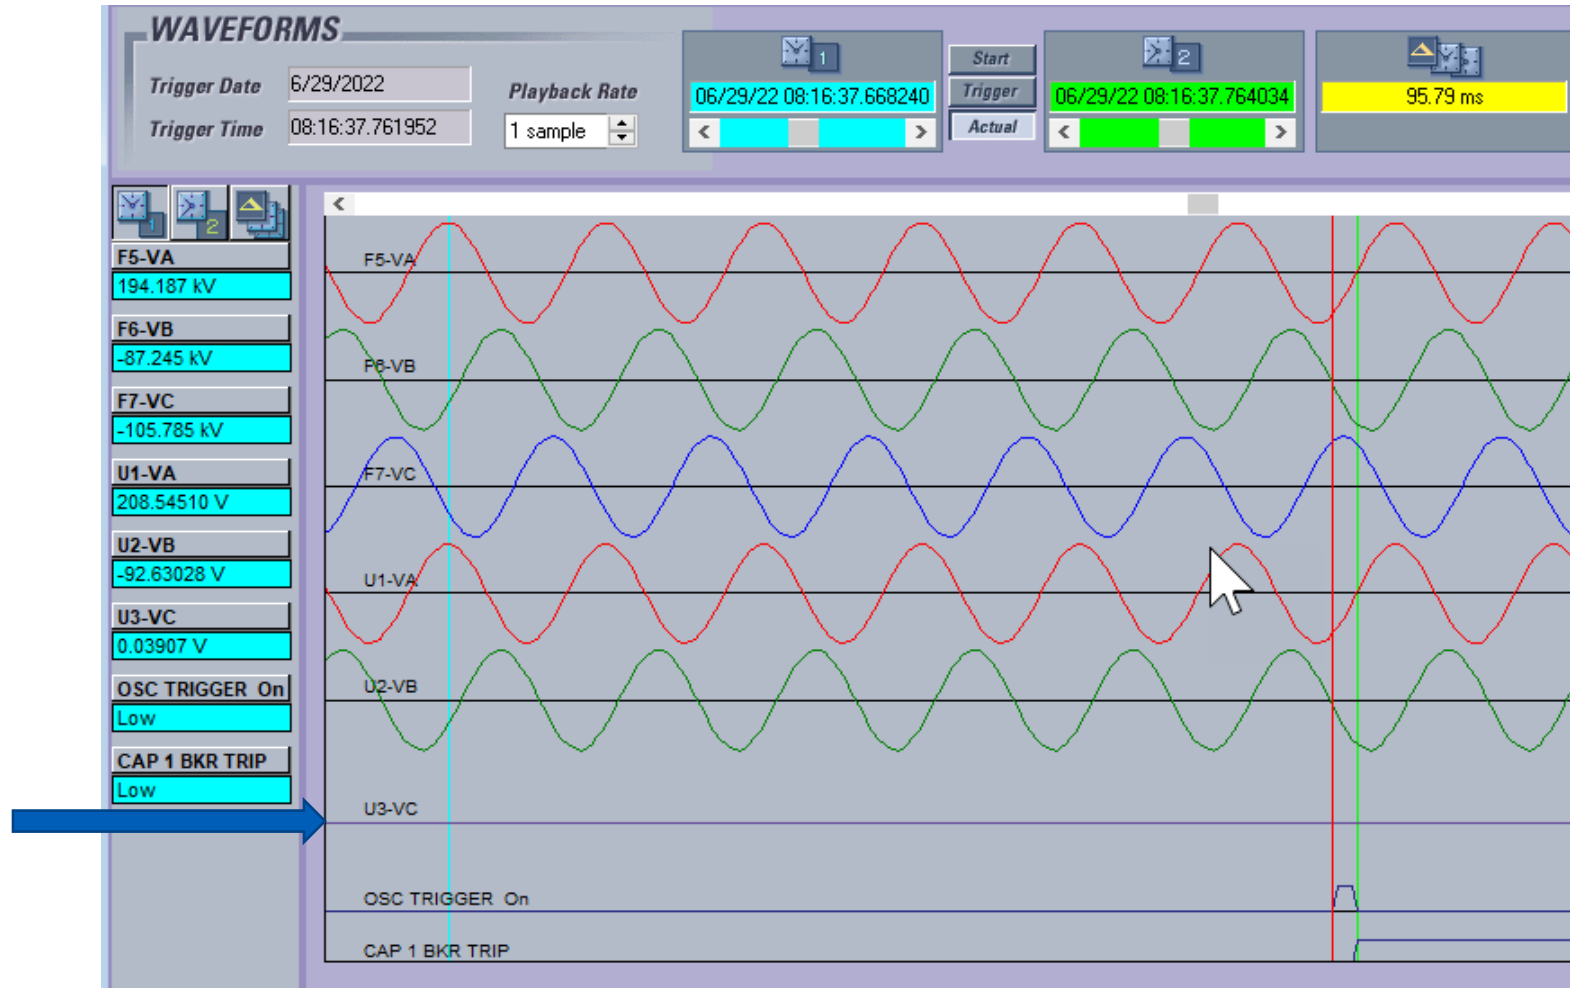 WAVEFORMS
Trigger Date 6/29/2022
Trigger Time 08:16:37.761952
Playback Rate
1 sample
1
06/29/22 08:16:37.668240
Start
Trigger
Actual
2
06/29/22 08:16:37.764034
95.79 ms
1
2
F5-VA
194.187 kV
F6-VB
-87.245 kV
F7-VC
-105.785 kV
U1-VA
208.54510 V
U2-VB
-92.63028 V
U3-VC
0.03907 V
OSC TRIGGER On
Low
CAP 1 BKR TRIP
Low
F5-VA
F6-VB
F7-VC
U1-VA
U2-VB
U3-VC
OSC TRIGGER On
CAP 1 BKR TRIP